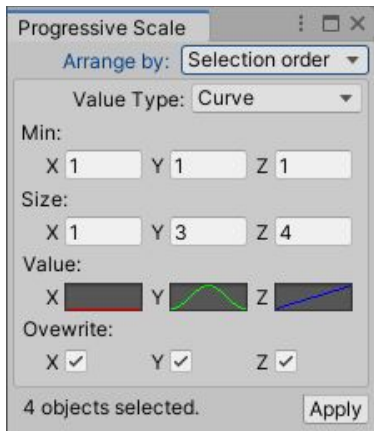 Progressive Scale
Arrange by: Selection order
Value Type: Curve
Min:
X 1 Y 1 Z 1
Size:
X 1 Y 3 Z 4
Value:
X Y Z
Ovewrite:
X Y Z
4 objects selected. Apply